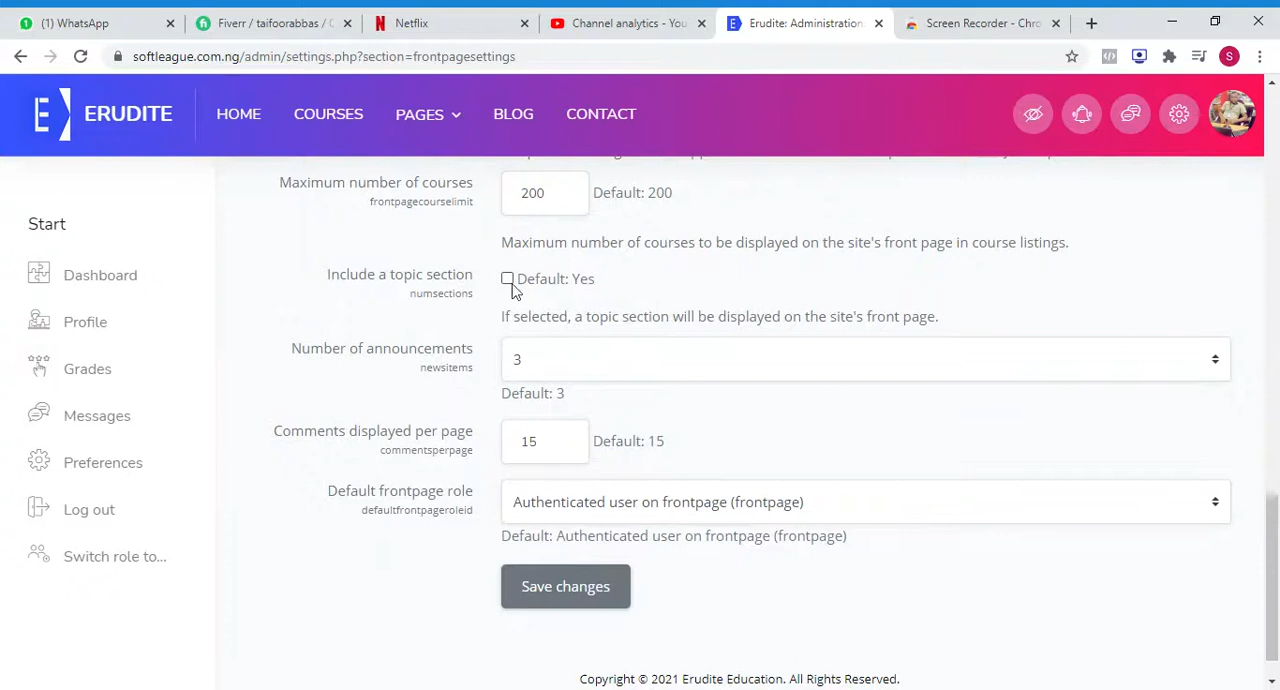 (1) WhatsApp
Fiverr / taifoorabbas / C
Netflix
Channel analytics - You
Erudite: Administration
Screen Recorder - Chro
softleague.com.ng/admin/settings.php?section=frontpagesettings
S
E
ERUDITE
HOME
COURSES
PAGES
BLOG
CONTACT
Maximum number of courses
frontpagecourselimit
200
Default: 200
Maximum number of courses to be displayed on the site's front page in course listings.
Start
Dashboard
Profile
Grades
Messages
Preferences
Log out
Switch role to...
Include a topic section
numsections
Default: Yes
If selected, a topic section will be displayed on the site's front page.
Number of announcements
newsitems
3
Default: 3
Comments displayed per page
commentsperpage
15
Default: 15
Default frontpage role
defaultfrontpageroleid
Authenticated user on frontpage (frontpage)
Default: Authenticated user on frontpage (frontpage)
Save changes
Copyright © 2021 Erudite Education. All Rights Reserved.